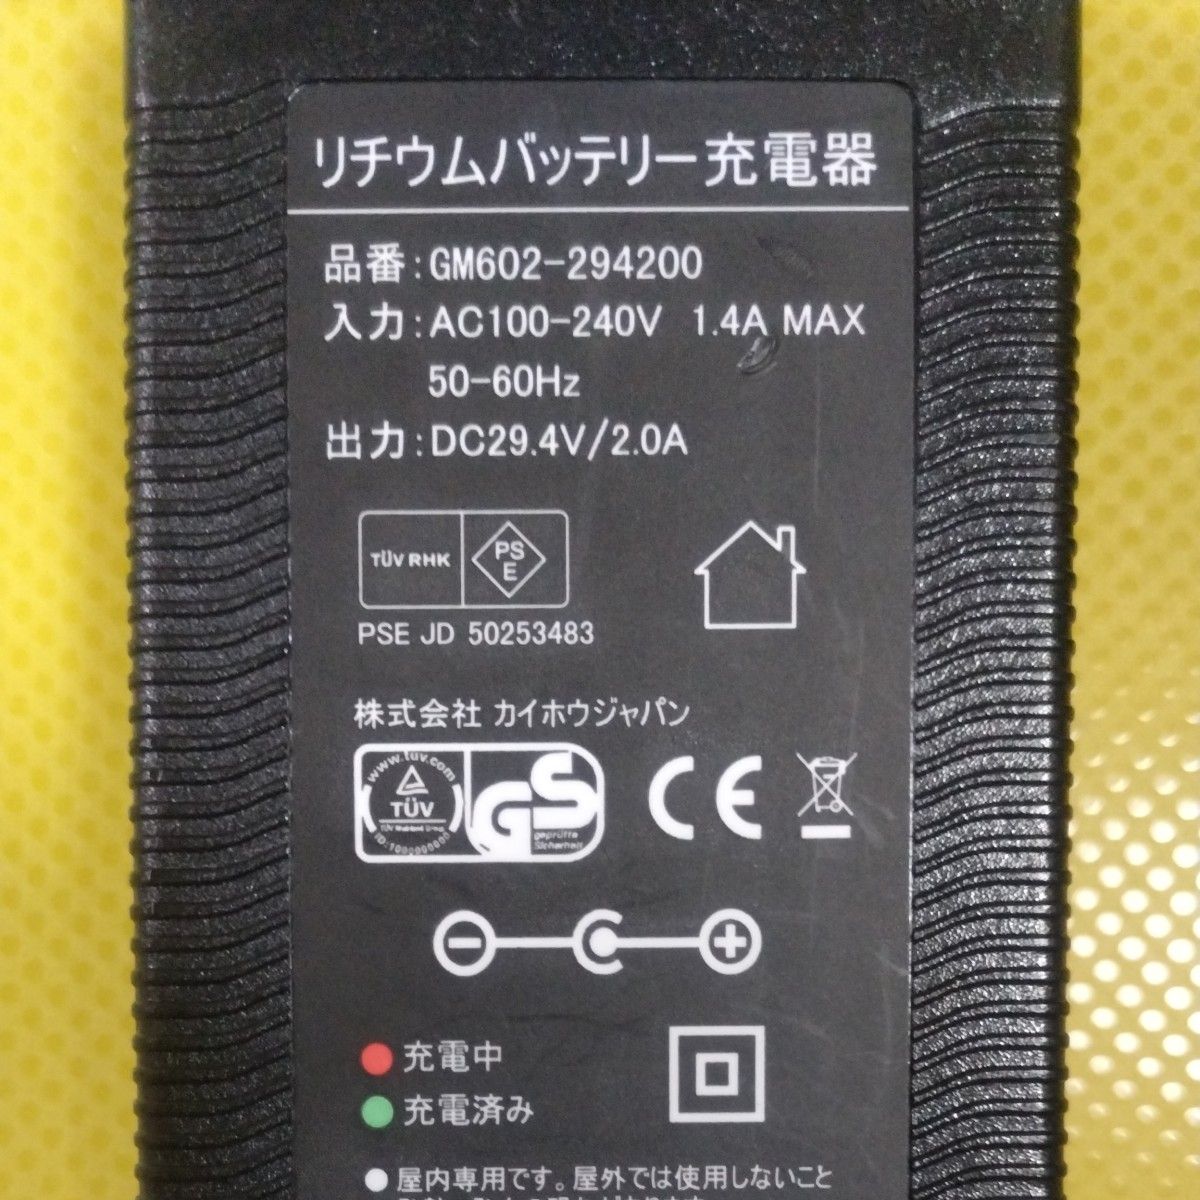 リチウムバッテリー充電器
品番:GM602-294200
入力:AC100-240V 1.4A MAX
50-60Hz
出力:DC29.4V/2.0A
TÜV RHK
PS
E
PSE JD 50253483
株式会社 カイホウジャパン
www.tuv.com
TÜV
TÜV Rheinland Group
GS
geprüfte
Sicherheit
CE
充電中
充電済み
●屋内専用です。屋外では使用しないこと